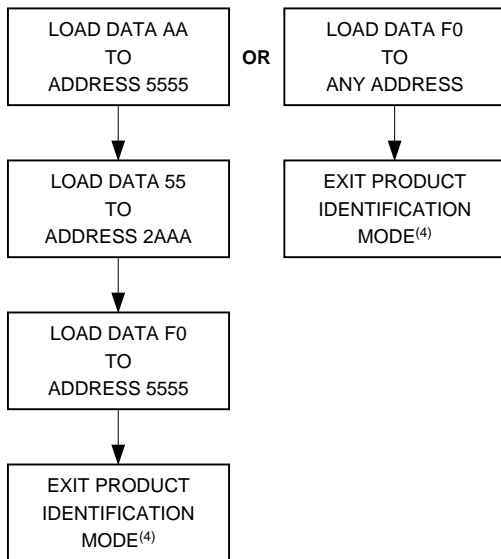 LOAD DATA AA
TO
ADDRESS 5555
OR
LOAD DATA F0
TO
ANY ADDRESS
LOAD DATA 55
TO
ADDRESS 2AAA
EXIT PRODUCT
IDENTIFICATION
MODE(4)
LOAD DATA F0
TO
ADDRESS 5555
EXIT PRODUCT
IDENTIFICATION
MODE(4)